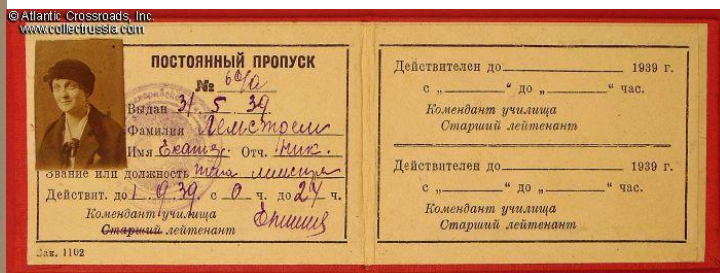 © Atlantic Crossroads, Inc.
www.collectrussia.com
ПОСТОЯННЫЙ ПРОПУСК
№
Выдан 31. 5 39
Фамилия
Имя Екатер. Отч. Ник.
Звание или должность
Действит. до 1.9.39. с 0 ч. до 24 ч.
Комендант училища
Старший лейтенант
Зак. 1102
Действителен до 1939 г.
с „ “ до „ “ час.
Комендант училища
Старший лейтенант
Действителен до 1939 г.
с „ “ до „ “ час.
Комендант училища
Старший лейтенант